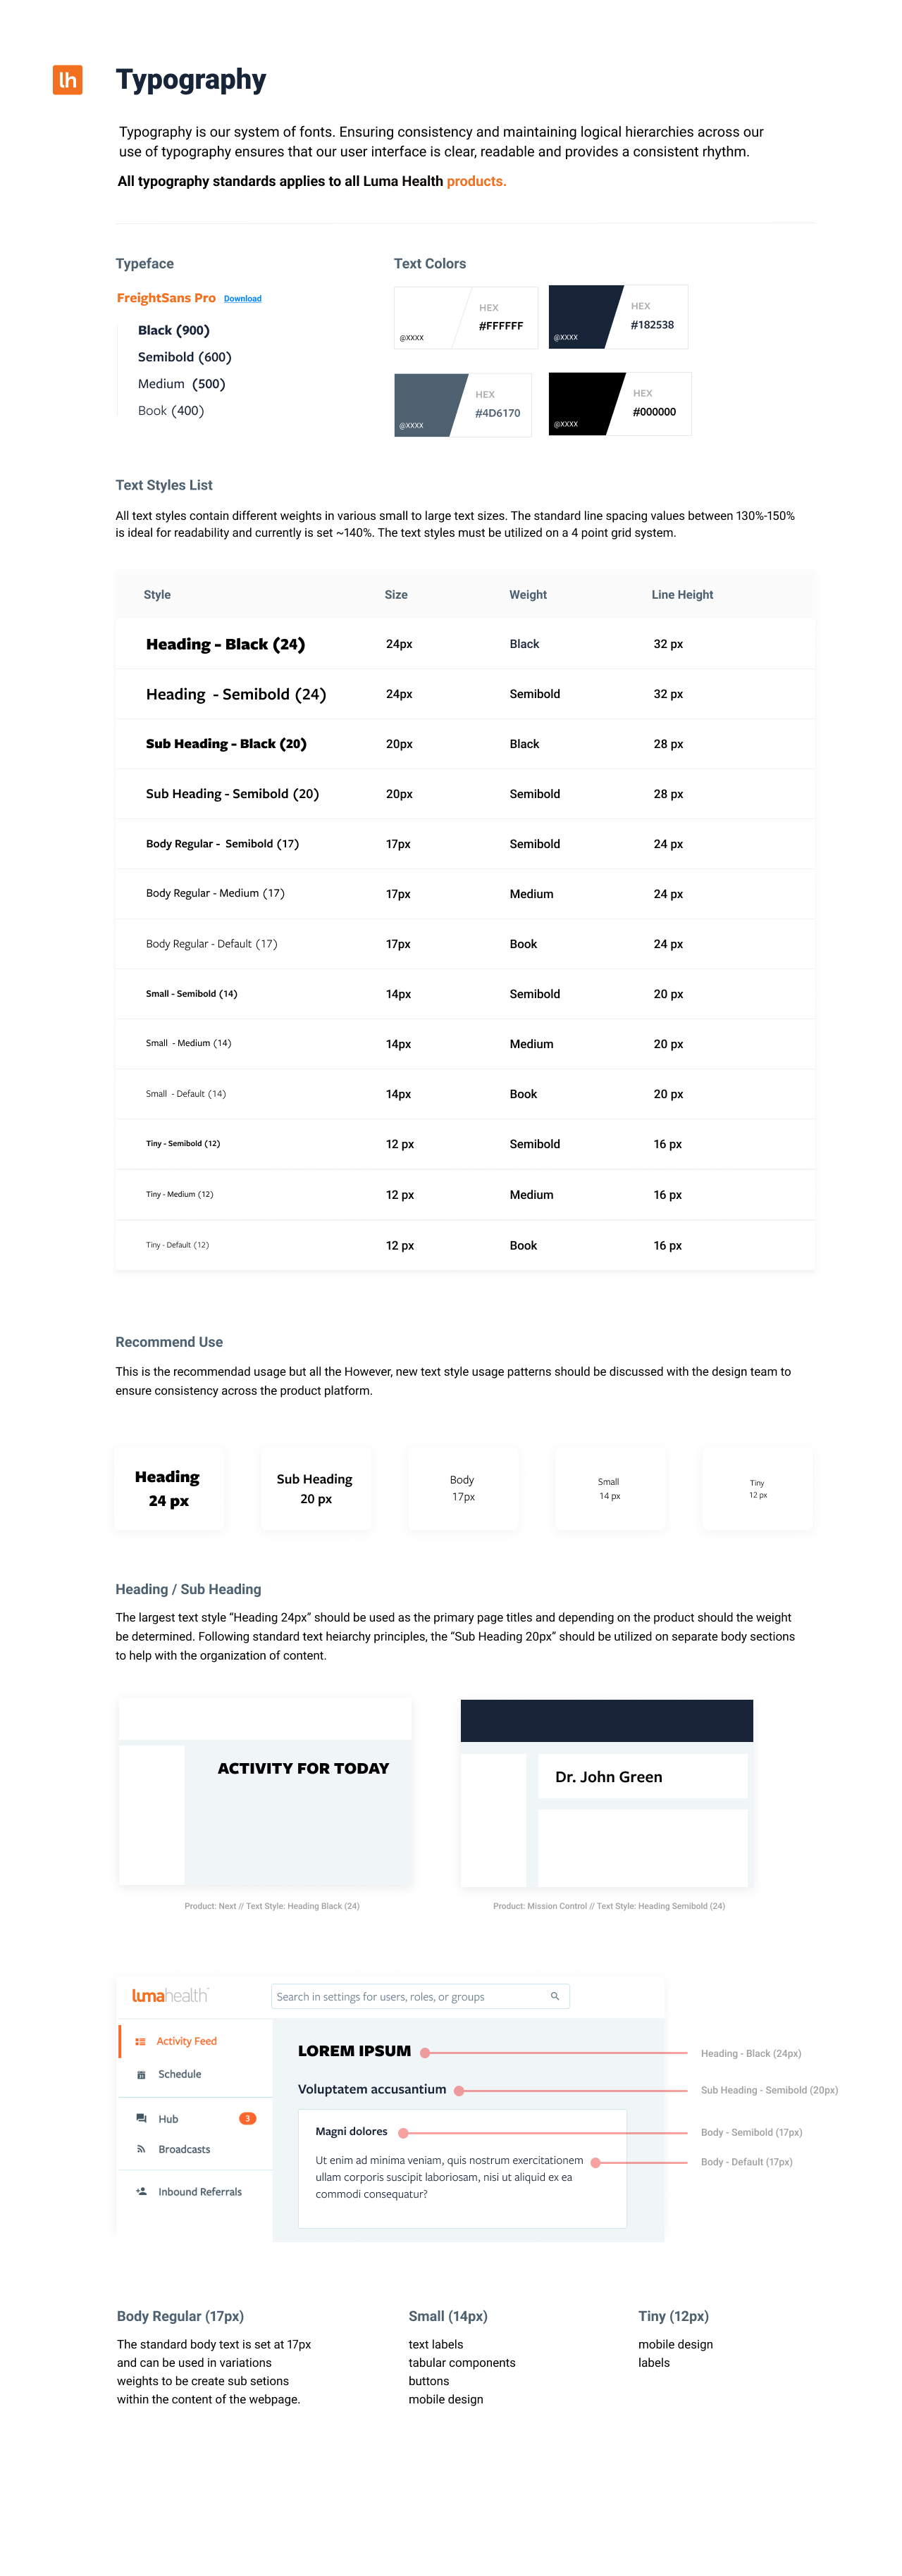 lh
Typography
Typography is our system of fonts. Ensuring consistency and maintaining logical hierarchies across our
use of typography ensures that our user interface is clear, readable and provides a consistent rhythm.
All typography standards applies to all Luma Health products.
Typeface
FreightSans Pro Download
Black (900)
Semibold (600)
Medium (500)
Book (400)
Text Colors
@XXXX
HEX
#FFFFFF
@XXXX
HEX
#182538
@XXXX
HEX
#4D6170
@XXXX
HEX
#000000
Text Styles List
All text styles contain different weights in various small to large text sizes. The standard line spacing values between 130%-150%
is ideal for readability and currently is set ~140%. The text styles must be utilized on a 4 point grid system.
Style Size Weight Line Height
Heading - Black (24) 24px Black 32 px
Heading - Semibold (24) 24px Semibold 32 px
Sub Heading - Black (20) 20px Black 28 px
Sub Heading - Semibold (20) 20px Semibold 28 px
Body Regular - Semibold (17) 17px Semibold 24 px
Body Regular - Medium (17) 17px Medium 24 px
Body Regular - Default (17) 17px Book 24 px
Small - Semibold (14) 14px Semibold 20 px
Small - Medium (14) 14px Medium 20 px
Small - Default (14) 14px Book 20 px
Tiny - Semibold (12) 12 px Semibold 16 px
Tiny - Medium (12) 12 px Medium 16 px
Tiny - Default (12) 12 px Book 16 px
Recommend Use
This is the recommendad usage but all the However, new text style usage patterns should be discussed with the design team to
ensure consistency across the product platform.
Heading
24 px
Sub Heading
20 px
Body
17px
Small
14 px
Tiny
12 px
Heading / Sub Heading
The largest text style “Heading 24px” should be used as the primary page titles and depending on the product should the weight
be determined. Following standard text heiarchy principles, the “Sub Heading 20px” should be utilized on separate body sections
to help with the organization of content.
ACTIVITY FOR TODAY
Product: Next // Text Style: Heading Black (24)
Dr. John Green
Product: Mission Control // Text Style: Heading Semibold (24)
lumahealth™
Search in settings for users, roles, or groups
Activity Feed
Schedule
Hub 3
Broadcasts
Inbound Referrals
LOREM IPSUM
Heading - Black (24px)
Voluptatem accusantium
Sub Heading - Semibold (20px)
Magni dolores
Body - Semibold (17px)
Ut enim ad minima veniam, quis nostrum exercitationem
ullam corporis suscipit laboriosam, nisi ut aliquid ex ea
commodi consequatur?
Body - Default (17px)
Body Regular (17px)
The standard body text is set at 17px
and can be used in variations
weights to be create sub setions
within the content of the webpage.
Small (14px)
text labels
tabular components
buttons
mobile design
Tiny (12px)
mobile design
labels